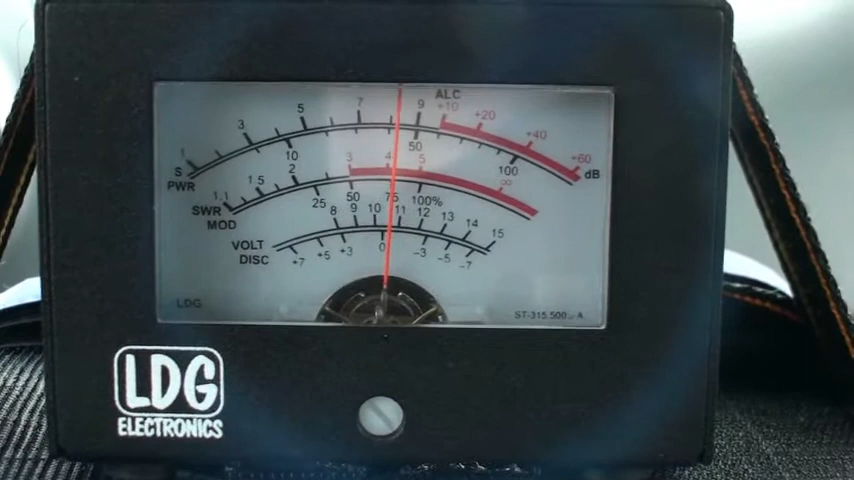 ALC
1 3 5 7 9 +10 +20 +40 +60 dB
S
PWR 10 50 100
SWR 1.1 1.5 2 3 4 5 ∞
MOD 25 50 75 100%
VOLT 8 9 10 11 12 13 14 15
DISC +7 +5 +3 0 -3 -5 -7
LDG
ST-315 500 μA
LDG
ELECTRONICS